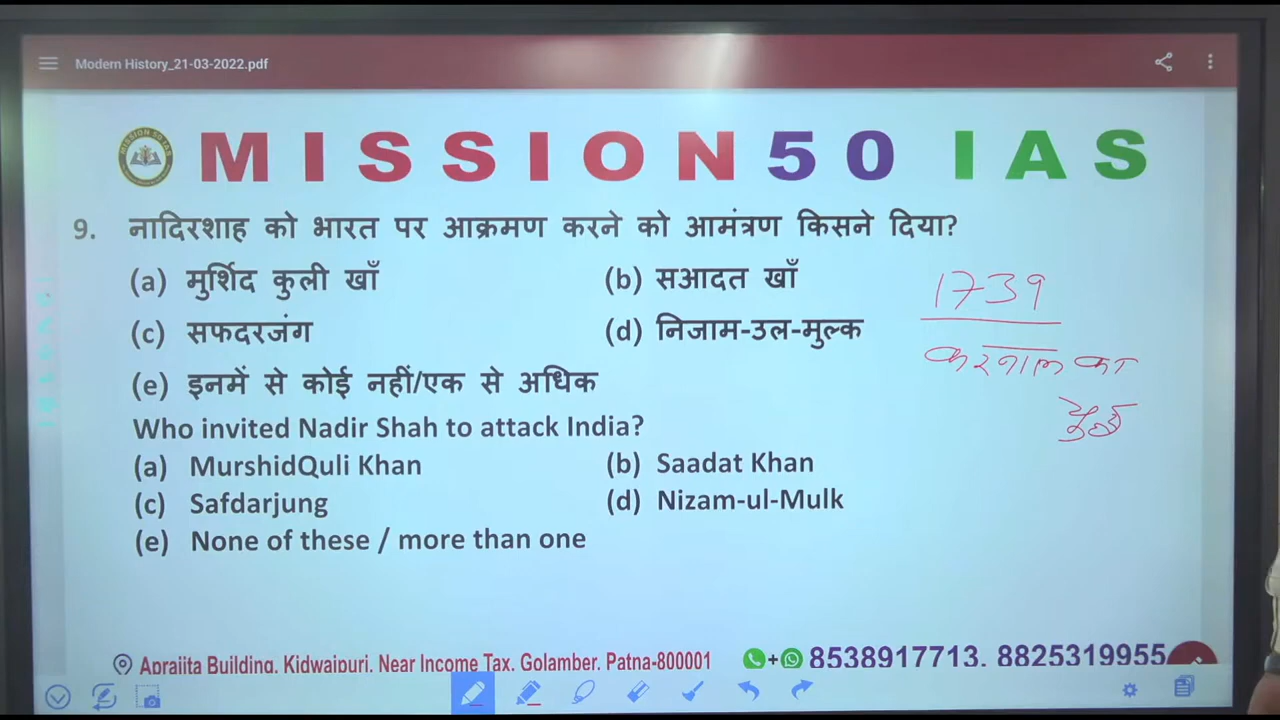 Modern History_21-03-2022.pdf
MISSION 50 IAS
9. नादिरशाह को भारत पर आक्रमण करने को आमंत्रण किसने दिया?
(a) मुर्शिद कुली खाँ (b) सआदत खाँ
(c) सफदरजंग (d) निजाम-उल-मुल्क
(e) इनमें से कोई नहीं/एक से अधिक
1739
करनाल का
युद्ध
Who invited Nadir Shah to attack India?
(a) MurshidQuli Khan (b) Saadat Khan
(c) Safdarjung (d) Nizam-ul-Mulk
(e) None of these / more than one
Aprajita Building, Kidwaipuri, Near Income Tax, Golamber, Patna-800001 + 8538917713, 8825319955